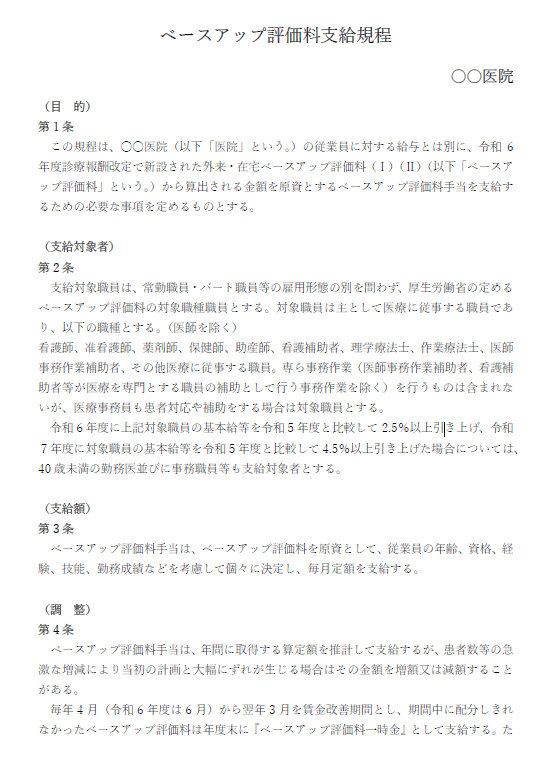 ベースアップ評価料支給規程
〇〇医院
（目　的）
第１条
この規程は、〇〇医院（以下「医院」という。）の従業員に対する給与とは別に、令和 6
年度診療報酬改定で新設された外来・在宅ベースアップ評価料（Ⅰ）（Ⅱ）（以下「ベースア
ップ評価料」という。）から算出される金額を原資とするベースアップ評価料手当を支給す
るための必要な事項を定めるものとする。
（支給対象者）
第２条
支給対象職員は、常勤職員・パート職員等の雇用形態の別を問わず、厚生労働省の定める
ベースアップ評価料の対象職種職員とする。対象職員は主として医療に従事する職員であ
り、以下の職種とする。（医師を除く）
看護師、准看護師、薬剤師、保健師、助産師、看護補助者、理学療法士、作業療法士、医師
事務作業補助者、その他医療に従事する職員。専ら事務作業（医師事務作業補助者、看護補
助者等が医療を専門とする職員の補助として行う事務作業を除く）を行うものは含まれな
いが、医療事務員も患者対応や補助をする場合は対象職員とする。
令和 6 年度に上記対象職員の基本給等を令和 5 年度と比較して 2.5%以上引き上げ、令和
7 年度に対象職員の基本給等を令和 5 年度と比較して 4.5%以上引き上げた場合については、
40 歳未満の勤務医並びに事務職員等も支給対象者とする。
（支給額）
第３条
ベースアップ評価料手当は、ベースアップ評価料を原資として、従業員の年齢、資格、経
験、技能、勤務成績などを考慮して個々に決定し、毎月定額を支給する。
（調　整）
第４条
ベースアップ評価料手当は、年間に取得する算定額を推計して支給するが、患者数等の急
激な増減により当初の計画と大幅にずれが生じる場合はその金額を増額又は減額すること
がある。
毎年 4 月（令和 6 年度は 6 月）から翌年 3 月を賃金改善期間とし、期間中に配分しきれ
なかったベースアップ評価料は年度末に『ベースアップ評価料一時金』として支給する。た